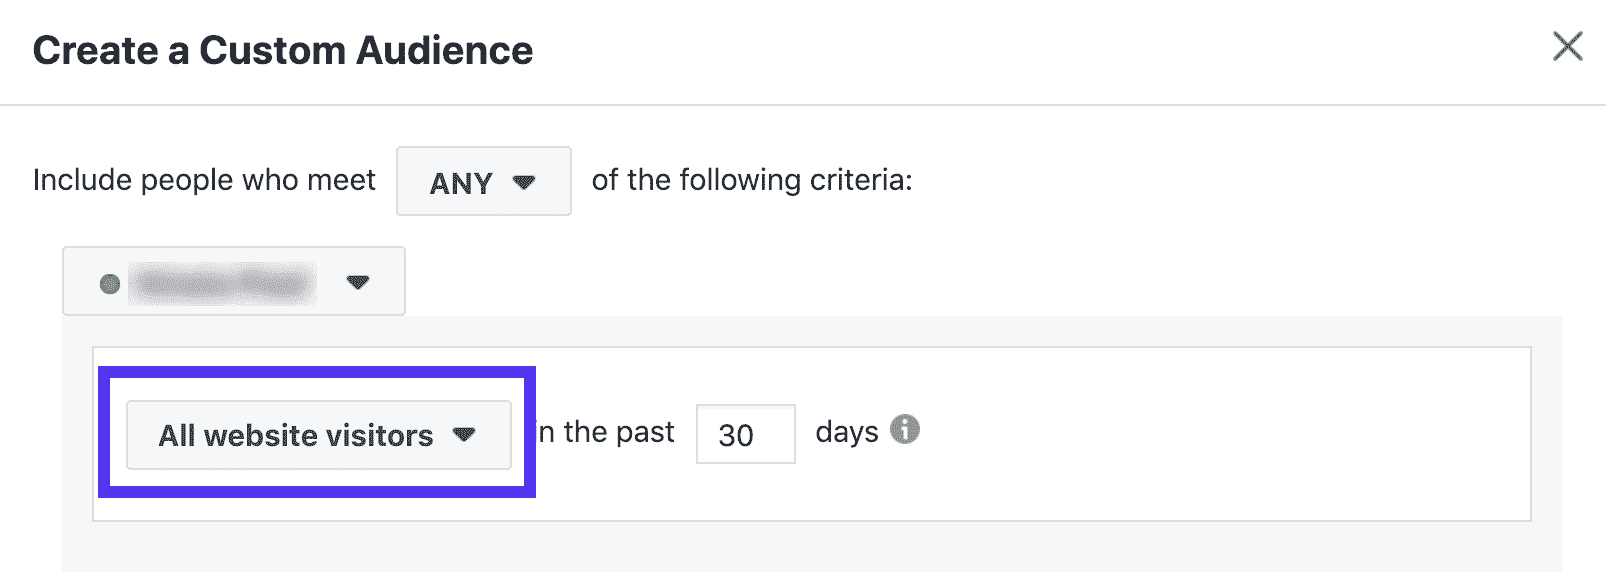 Create a Custom Audience
Include people who meet ANY of the following criteria:
All website visitors in the past 30 days